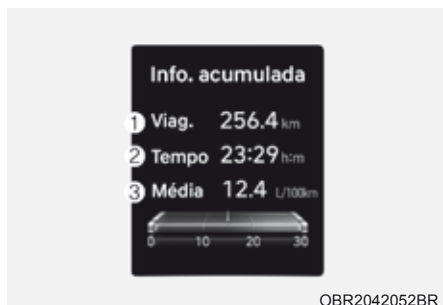 Info. acumulada
1 Viag. 256.4 km
2 Tempo 23:29 h:m
3 Média 12.4 L/100km
0 10 20 30
OBR2042052BR